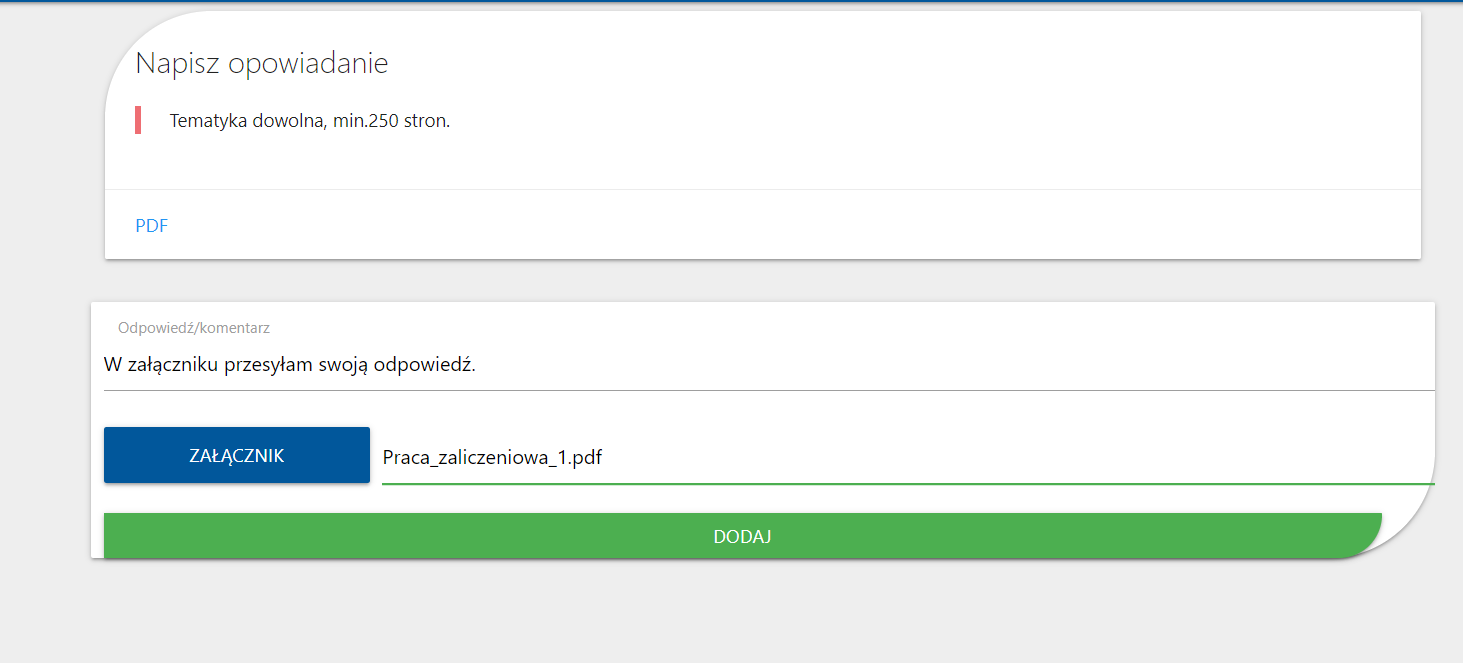 Napisz opowiadanie
Tematyka dowolna, min.250 stron.
PDF
Odpowiedź/komentarz
W załączniku przesyłam swoją odpowiedź.
ZAŁĄCZNIK
Praca_zaliczeniowa_1.pdf
DODAJ